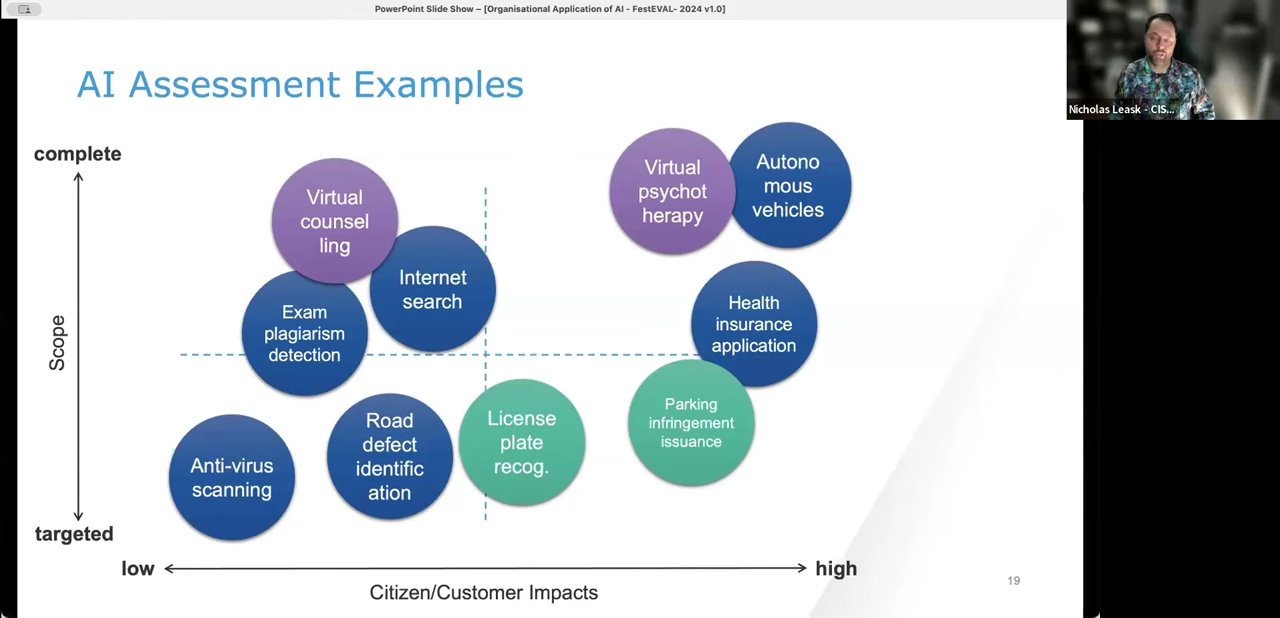 PowerPoint Slide Show – [Organisational Application of AI - FestEVAL- 2024 v1.0]
Nicholas Leask - CIS...
AI Assessment Examples
complete
Scope
targeted
Virtual
counsel
ling
Internet
search
Exam
plagiarism
detection
Virtual
psychot
herapy
Autono
mous
vehicles
Health
insurance
application
Anti-virus
scanning
Road
defect
identific
ation
License
plate
recog.
Parking
infringement
issuance
low
high
Citizen/Customer Impacts
19